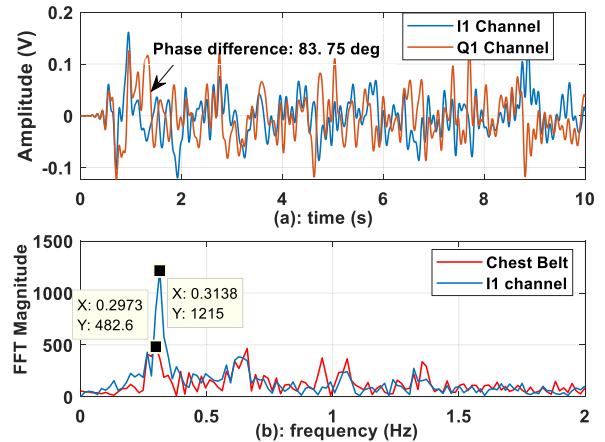 Amplitude (V)
0.2
0.1
0
-0.1
Phase difference: 83. 75 deg
I1 Channel
Q1 Channel
0 2 4 6 8 10
(a): time (s)
FFT Magnitude
1500
1000
500
0
Chest Belt
I1 channel
X: 0.2973
Y: 482.6
X: 0.3138
Y: 1215
0 0.5 1 1.5 2
(b): frequency (Hz)